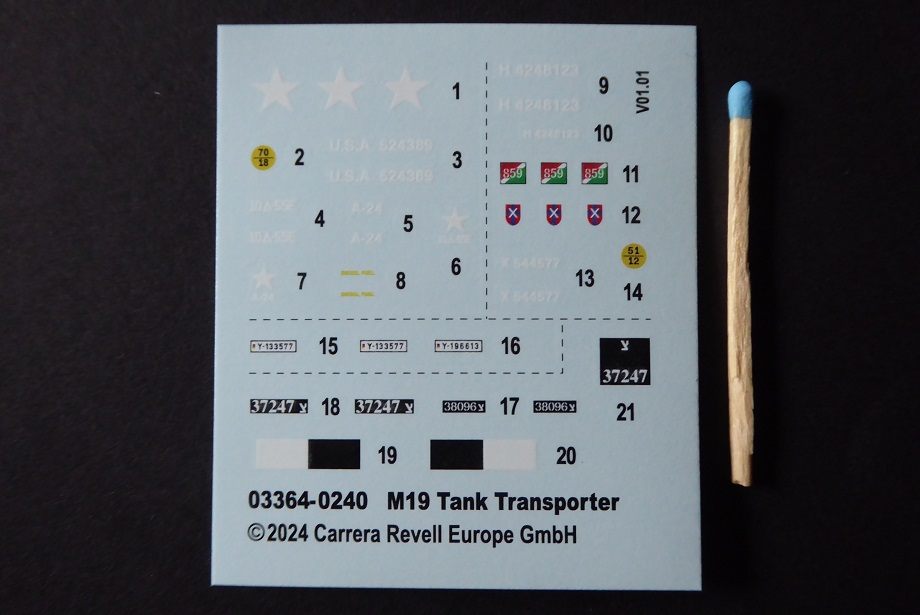 1
H 4248123
9
V01.01
H 4248123
H 4248123
10
70
18
2
U.S.A. 524389
3
859
859
859
11
A-24
4
5
12
A-24
51
12
7
8
6
X 544577
13
X 544577
14
Y-133577
15
Y-133577
Y-196613
16
צ
37247
37247 צ
18
37247 צ
38096 צ
17
38096 צ
21
19
20
03364-0240 M19 Tank Transporter
©2024 Carrera Revell Europe GmbH